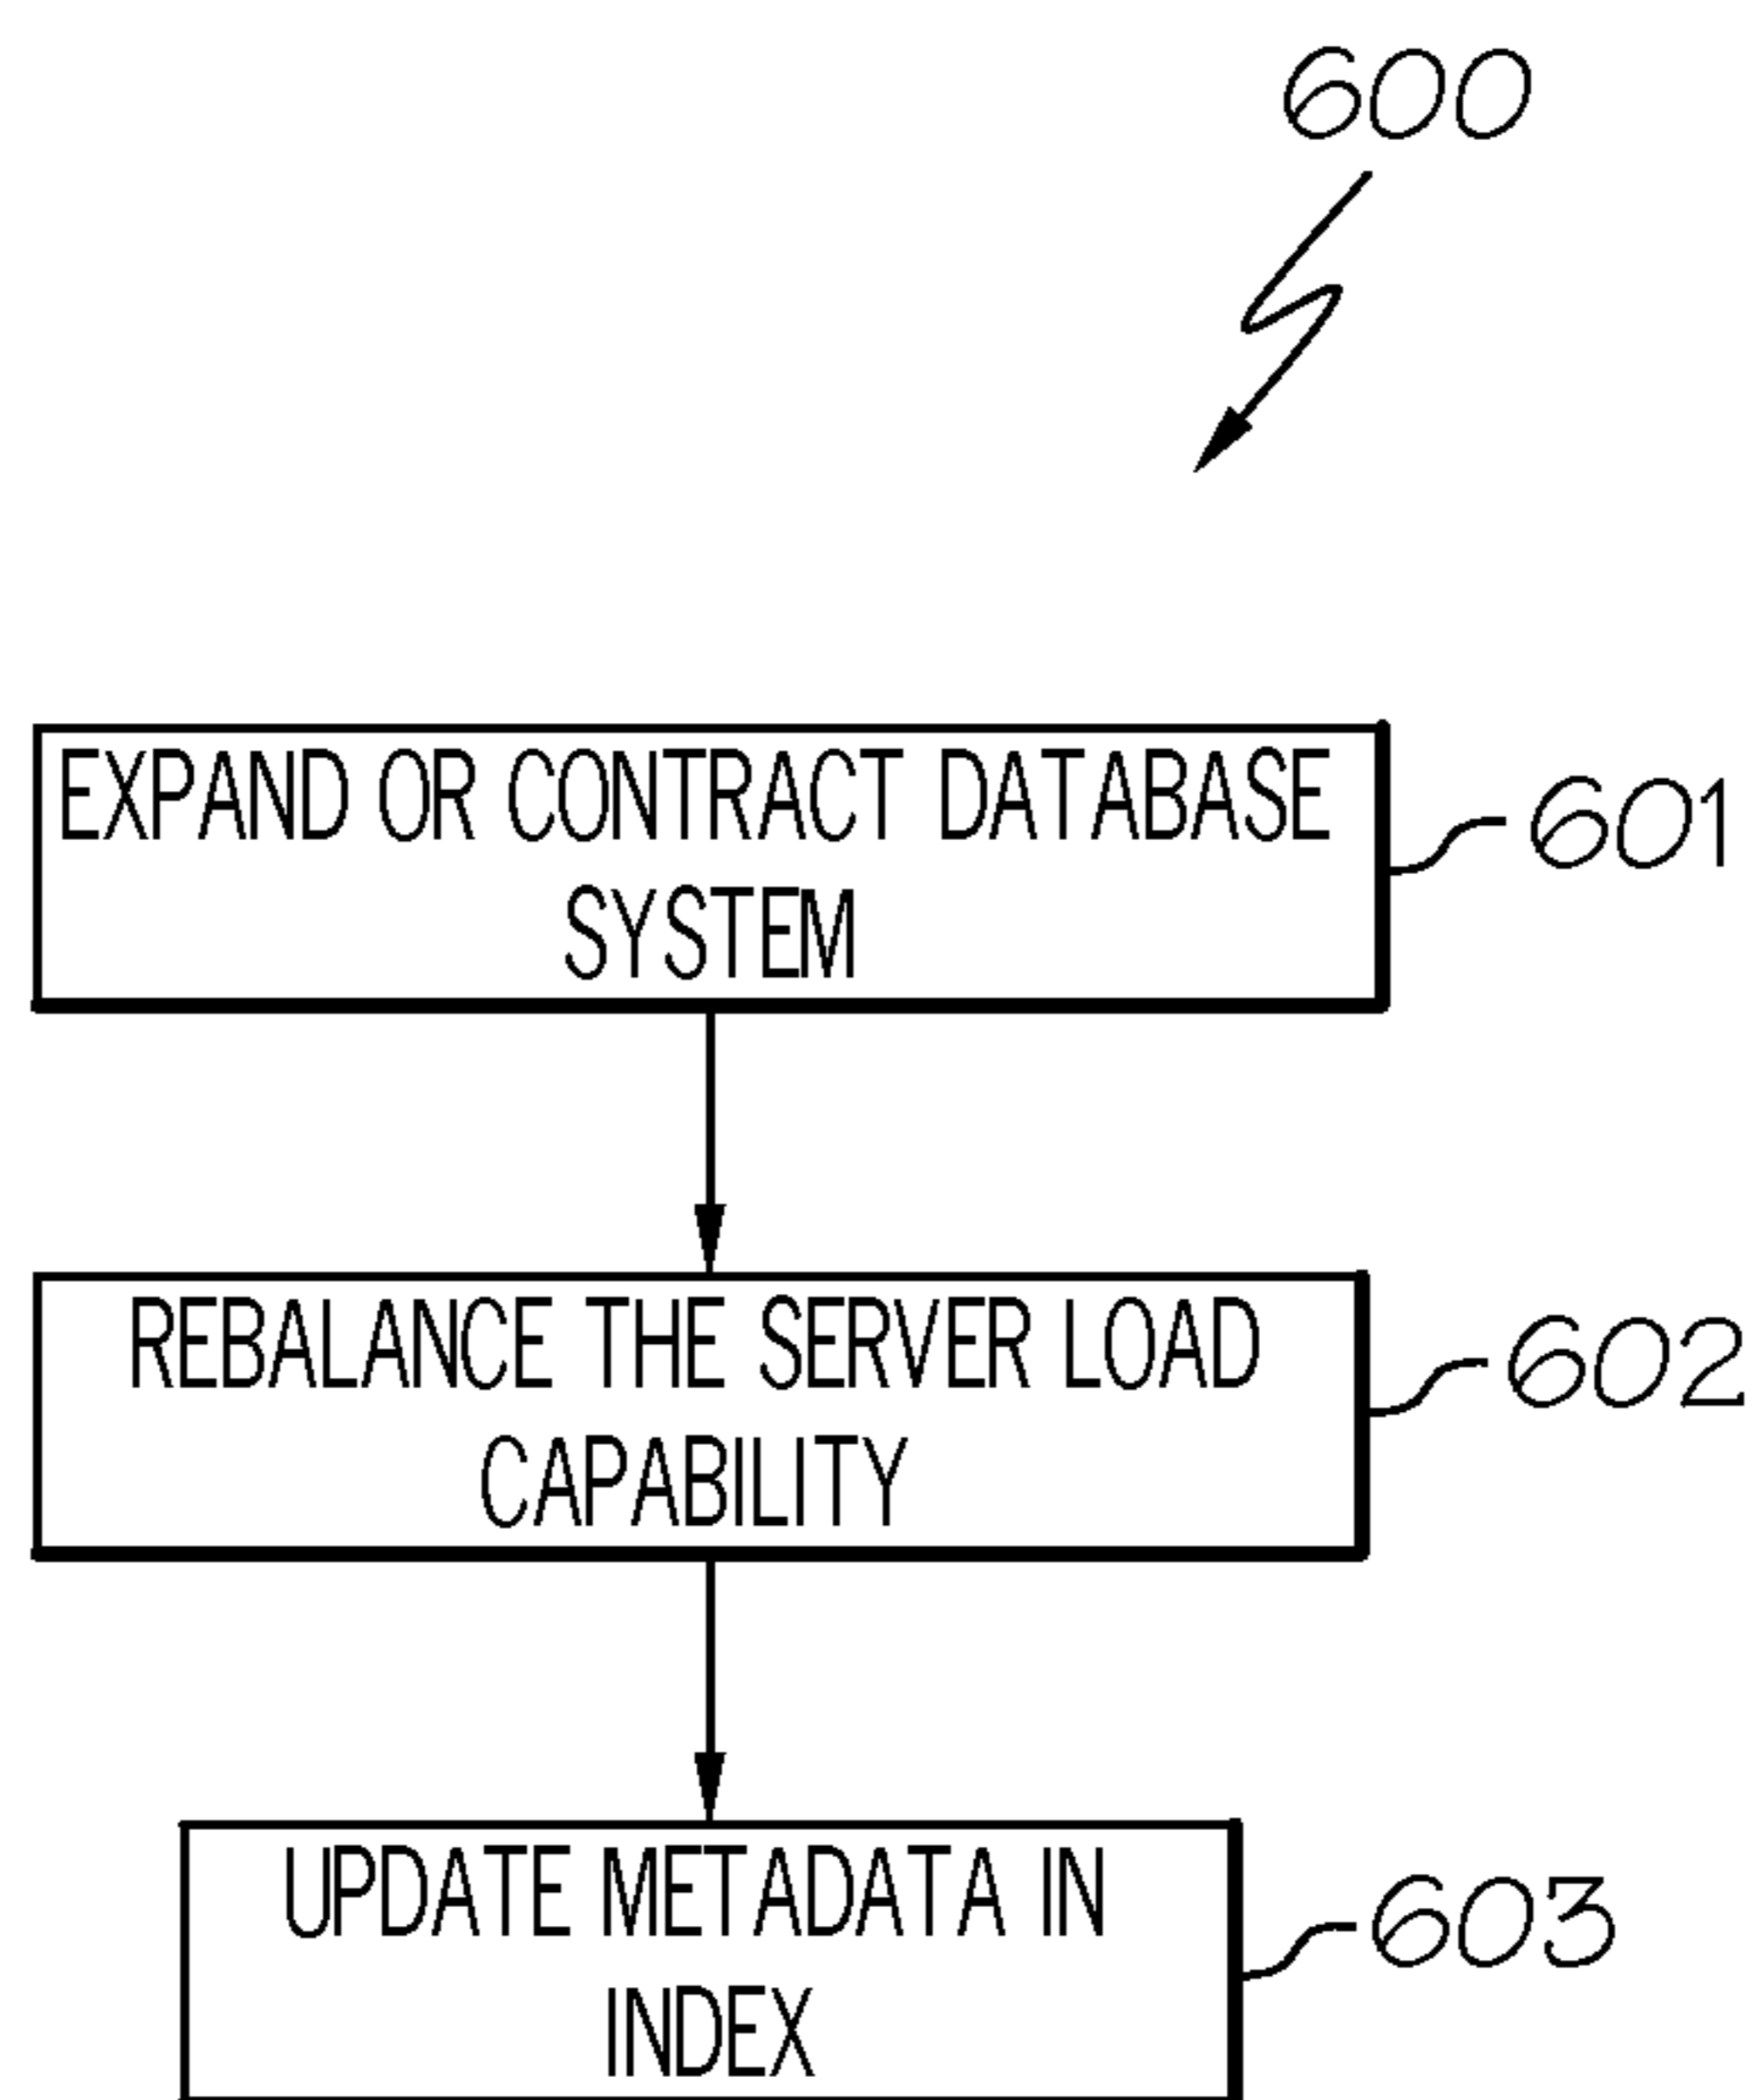 600
EXPAND OR CONTRACT DATABASE
SYSTEM
601
REBALANCE THE SERVER LOAD
CAPABILITY
602
UPDATE METADATA IN
INDEX
603